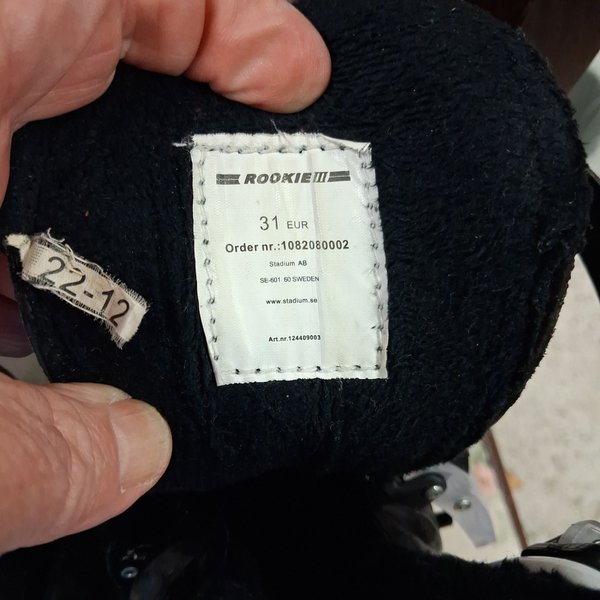 ROOKIE III
31 EUR
Order nr.:1082080002
Stadium AB
SE-601 60 SWEDEN
www.stadium.se
Art.nr.124409003
22-12